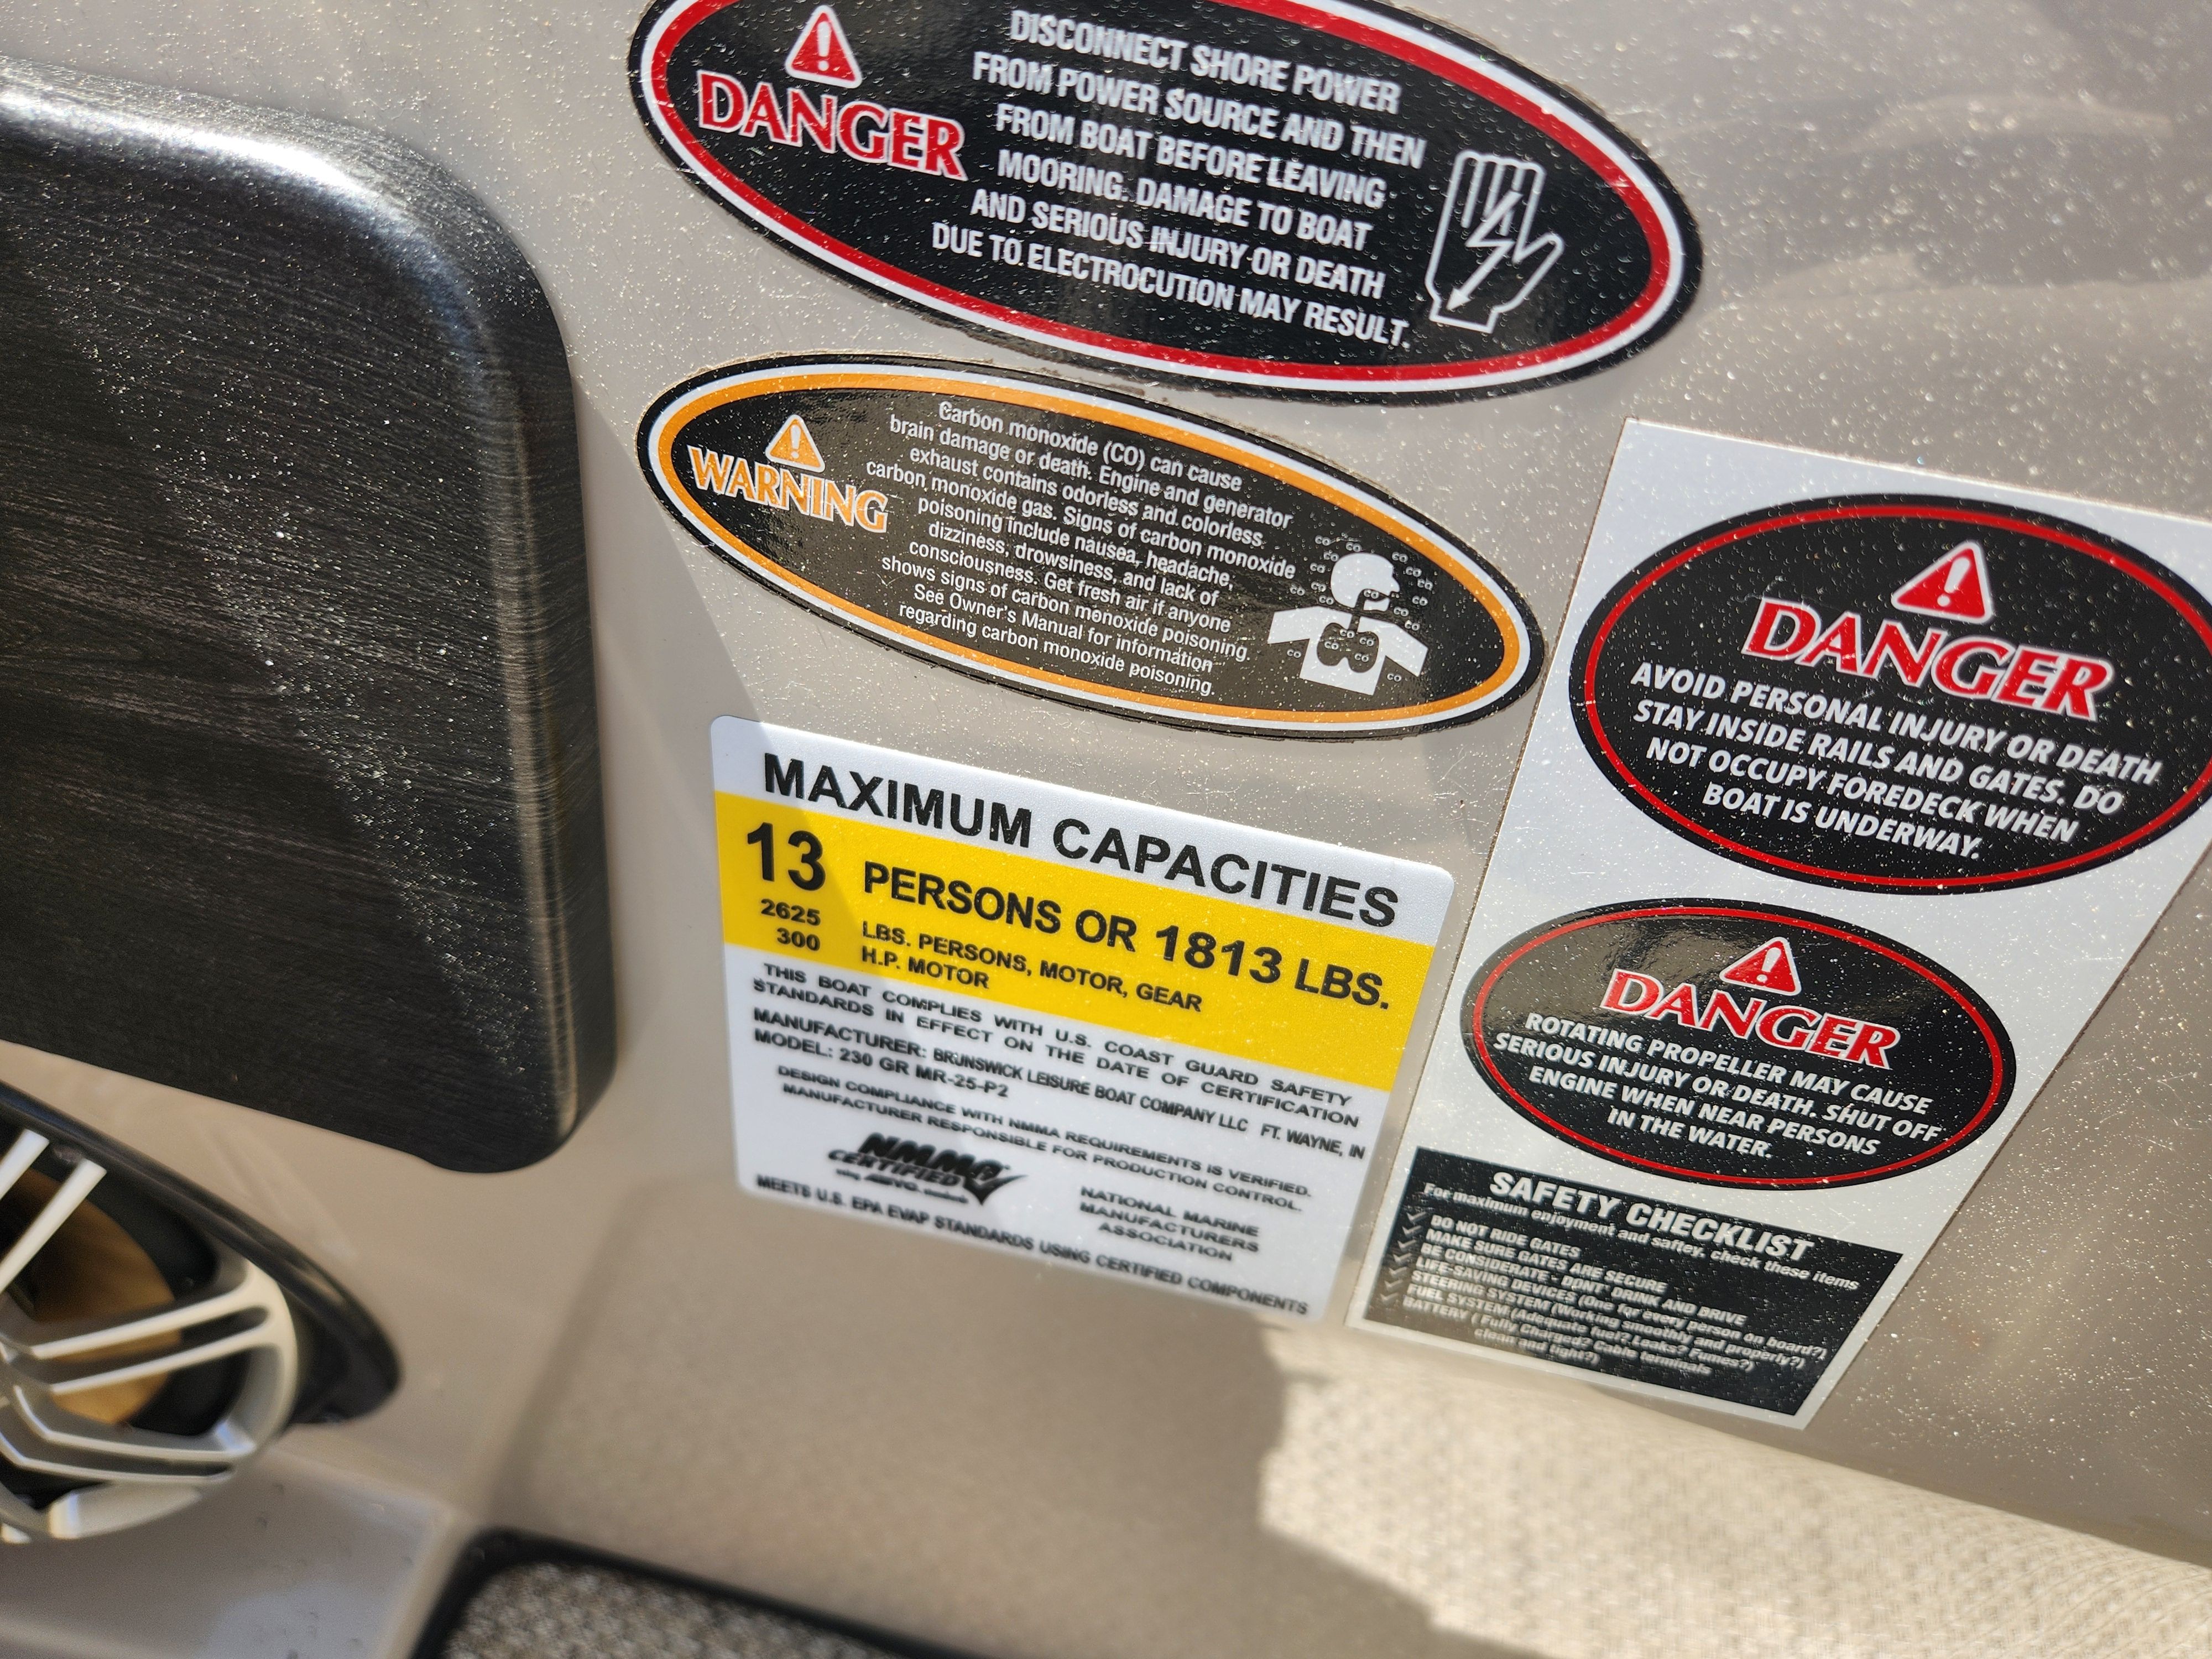 DANGER
DISCONNECT SHORE POWER
FROM POWER SOURCE AND THEN
FROM BOAT BEFORE LEAVING
MOORING. DAMAGE TO BOAT
AND SERIOUS INJURY OR DEATH
DUE TO ELECTROCUTION MAY RESULT.
WARNING
Carbon monoxide (CO) can cause
brain damage or death. Engine and generator
exhaust contains odorless and colorless
carbon monoxide gas. Signs of carbon monoxide
poisoning include nausea, headache,
dizziness, drowsiness, and lack of
consciousness. Get fresh air if anyone
shows signs of carbon monoxide poisoning.
See Owner's Manual for information
regarding carbon monoxide poisoning.
MAXIMUM CAPACITIES
13 PERSONS OR 1813 LBS.
2625 LBS. PERSONS, MOTOR, GEAR
300 H.P. MOTOR
THIS BOAT COMPLIES WITH U.S. COAST GUARD SAFETY
STANDARDS IN EFFECT ON THE DATE OF CERTIFICATION
MANUFACTURER: BRUNSWICK LEISURE BOAT COMPANY LLC FT. WAYNE, IN
MODEL: 230 GR MR-25-P2
DESIGN COMPLIANCE WITH NMMA REQUIREMENTS IS VERIFIED.
MANUFACTURER RESPONSIBLE FOR PRODUCTION CONTROL.
NMMA
CERTIFIED
NATIONAL MARINE
MANUFACTURERS
ASSOCIATION
MEETS U.S. EPA EVAP STANDARDS USING CERTIFIED COMPONENTS
DANGER
AVOID PERSONAL INJURY OR DEATH
STAY INSIDE RAILS AND GATES. DO
NOT OCCUPY FOREDECK WHEN
BOAT IS UNDERWAY.
DANGER
ROTATING PROPELLER MAY CAUSE
SERIOUS INJURY OR DEATH. SHUT OFF
ENGINE WHEN NEAR PERSONS
IN THE WATER.
SAFETY CHECKLIST
For maximum enjoyment and saftey, check these items
DO NOT RIDE GATES
MAKE SURE GATES ARE SECURE
BE CONSIDERATE - DONT' DRINK AND DRIVE
LIFE-SAVING DEVICES (One for every person on board?)
STEERING SYSTEM (Working smoothly and properly?)
FUEL SYSTEM (Adequate fuel? Leaks? Fumes?)
BATTERY ( Fully Charged? Cable terminals
clean and tight?)